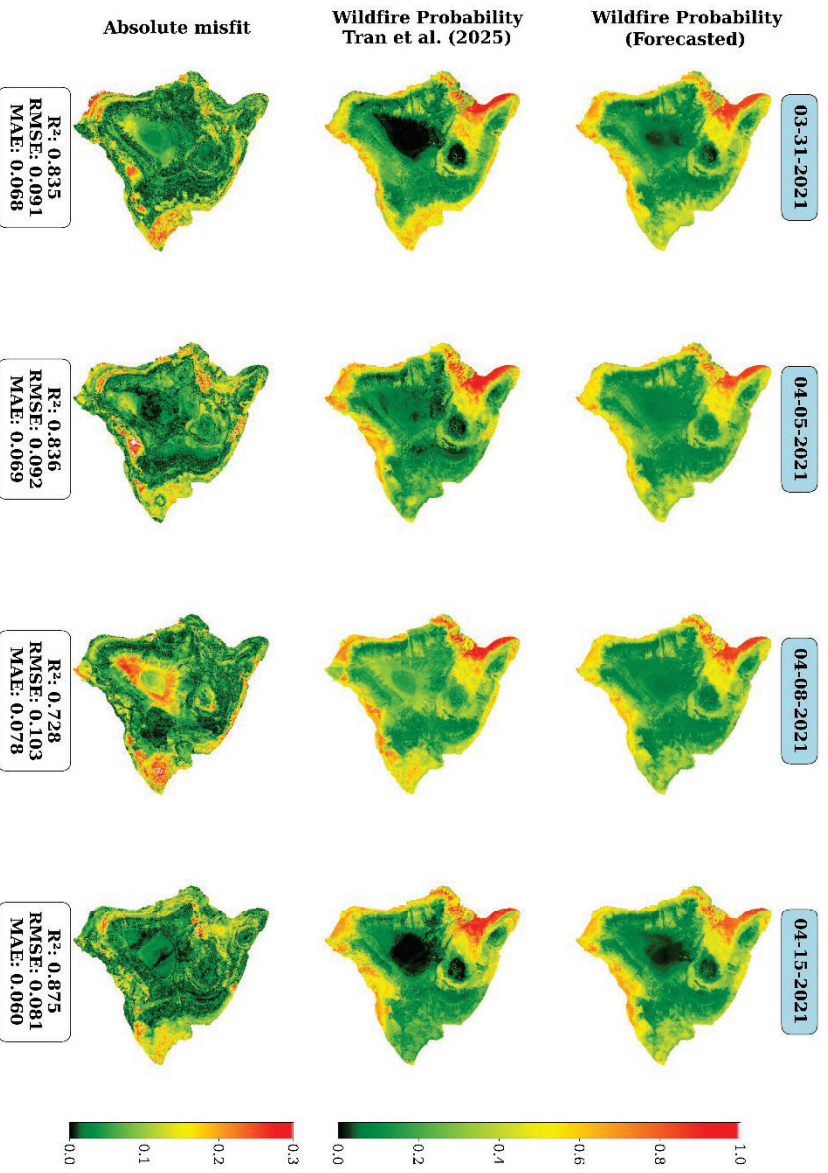 03-31-2021
04-05-2021
04-08-2021
04-15-2021
Wildfire Probability
(Forecasted)
Wildfire Probability
Tran et al. (2025)
0.0
0.2
0.4
0.6
0.8
1.0
Absolute misfit
0.0
0.1
0.2
0.3
R²: 0.835
RMSE: 0.091
MAE: 0.068
R²: 0.836
RMSE: 0.092
MAE: 0.069
R²: 0.728
RMSE: 0.103
MAE: 0.078
R²: 0.875
RMSE: 0.081
MAE: 0.060